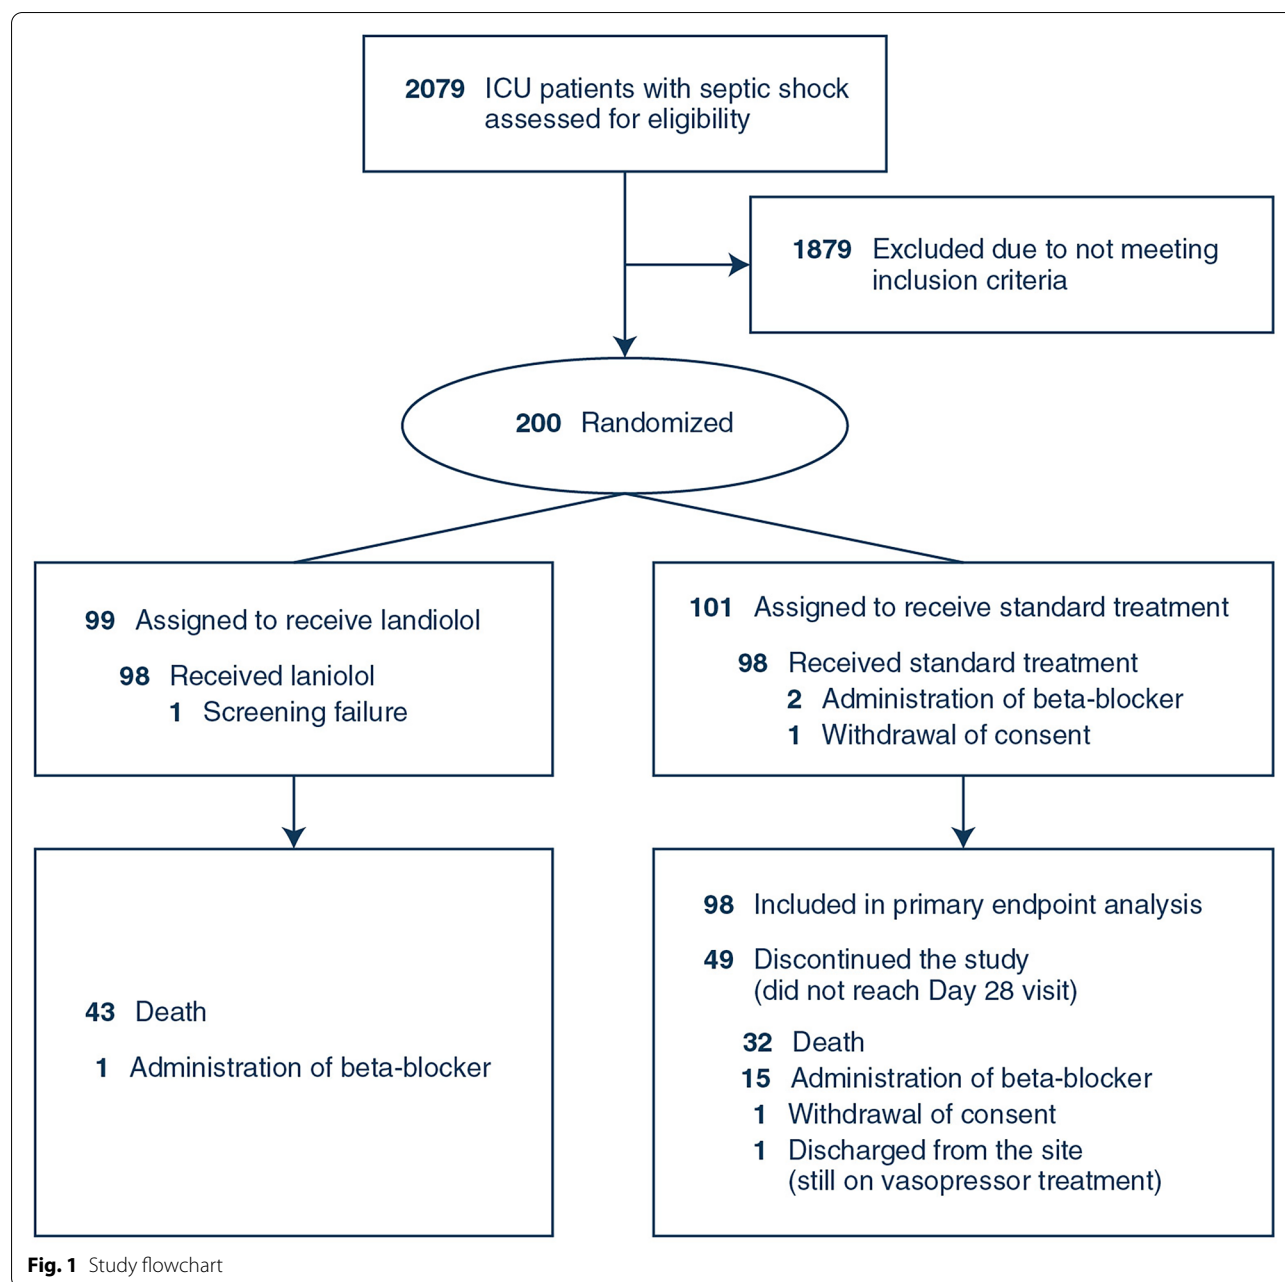 2079 ICU patients with septic shock
assessed for eligibility
1879 Excluded due to not meeting
inclusion criteria
200 Randomized
99 Assigned to receive landiolol
98 Received laniolol
1 Screening failure
101 Assigned to receive standard treatment
98 Received standard treatment
2 Administration of beta-blocker
1 Withdrawal of consent
43 Death
1 Administration of beta-blocker
98 Included in primary endpoint analysis
49 Discontinued the study
(did not reach Day 28 visit)
32 Death
15 Administration of beta-blocker
1 Withdrawal of consent
1 Discharged from the site
(still on vasopressor treatment)
Fig. 1 Study flowchart